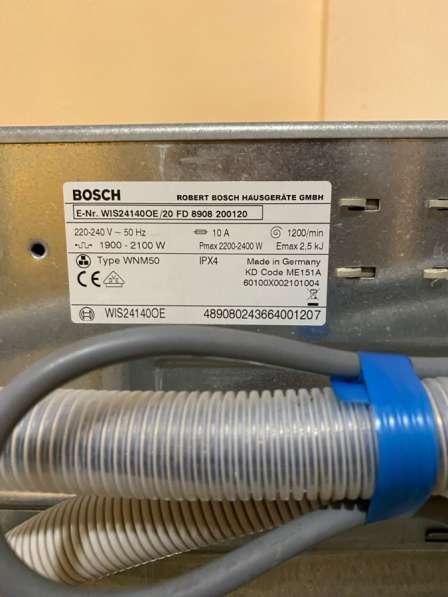 BOSCH ROBERT BOSCH HAUSGERÄTE GMBH
E-Nr. WIS24140OE/20 FD 8908 200120
220-240 V ~ 50 Hz 10 A 1200/min
1900 - 2100 W Pmax 2200-2400 W Emax 2,5 kJ
Type WNM50 IPX4 Made in Germany
KD Code ME151A
CE 60100X002101004
WIS24140OE 489080243664001207